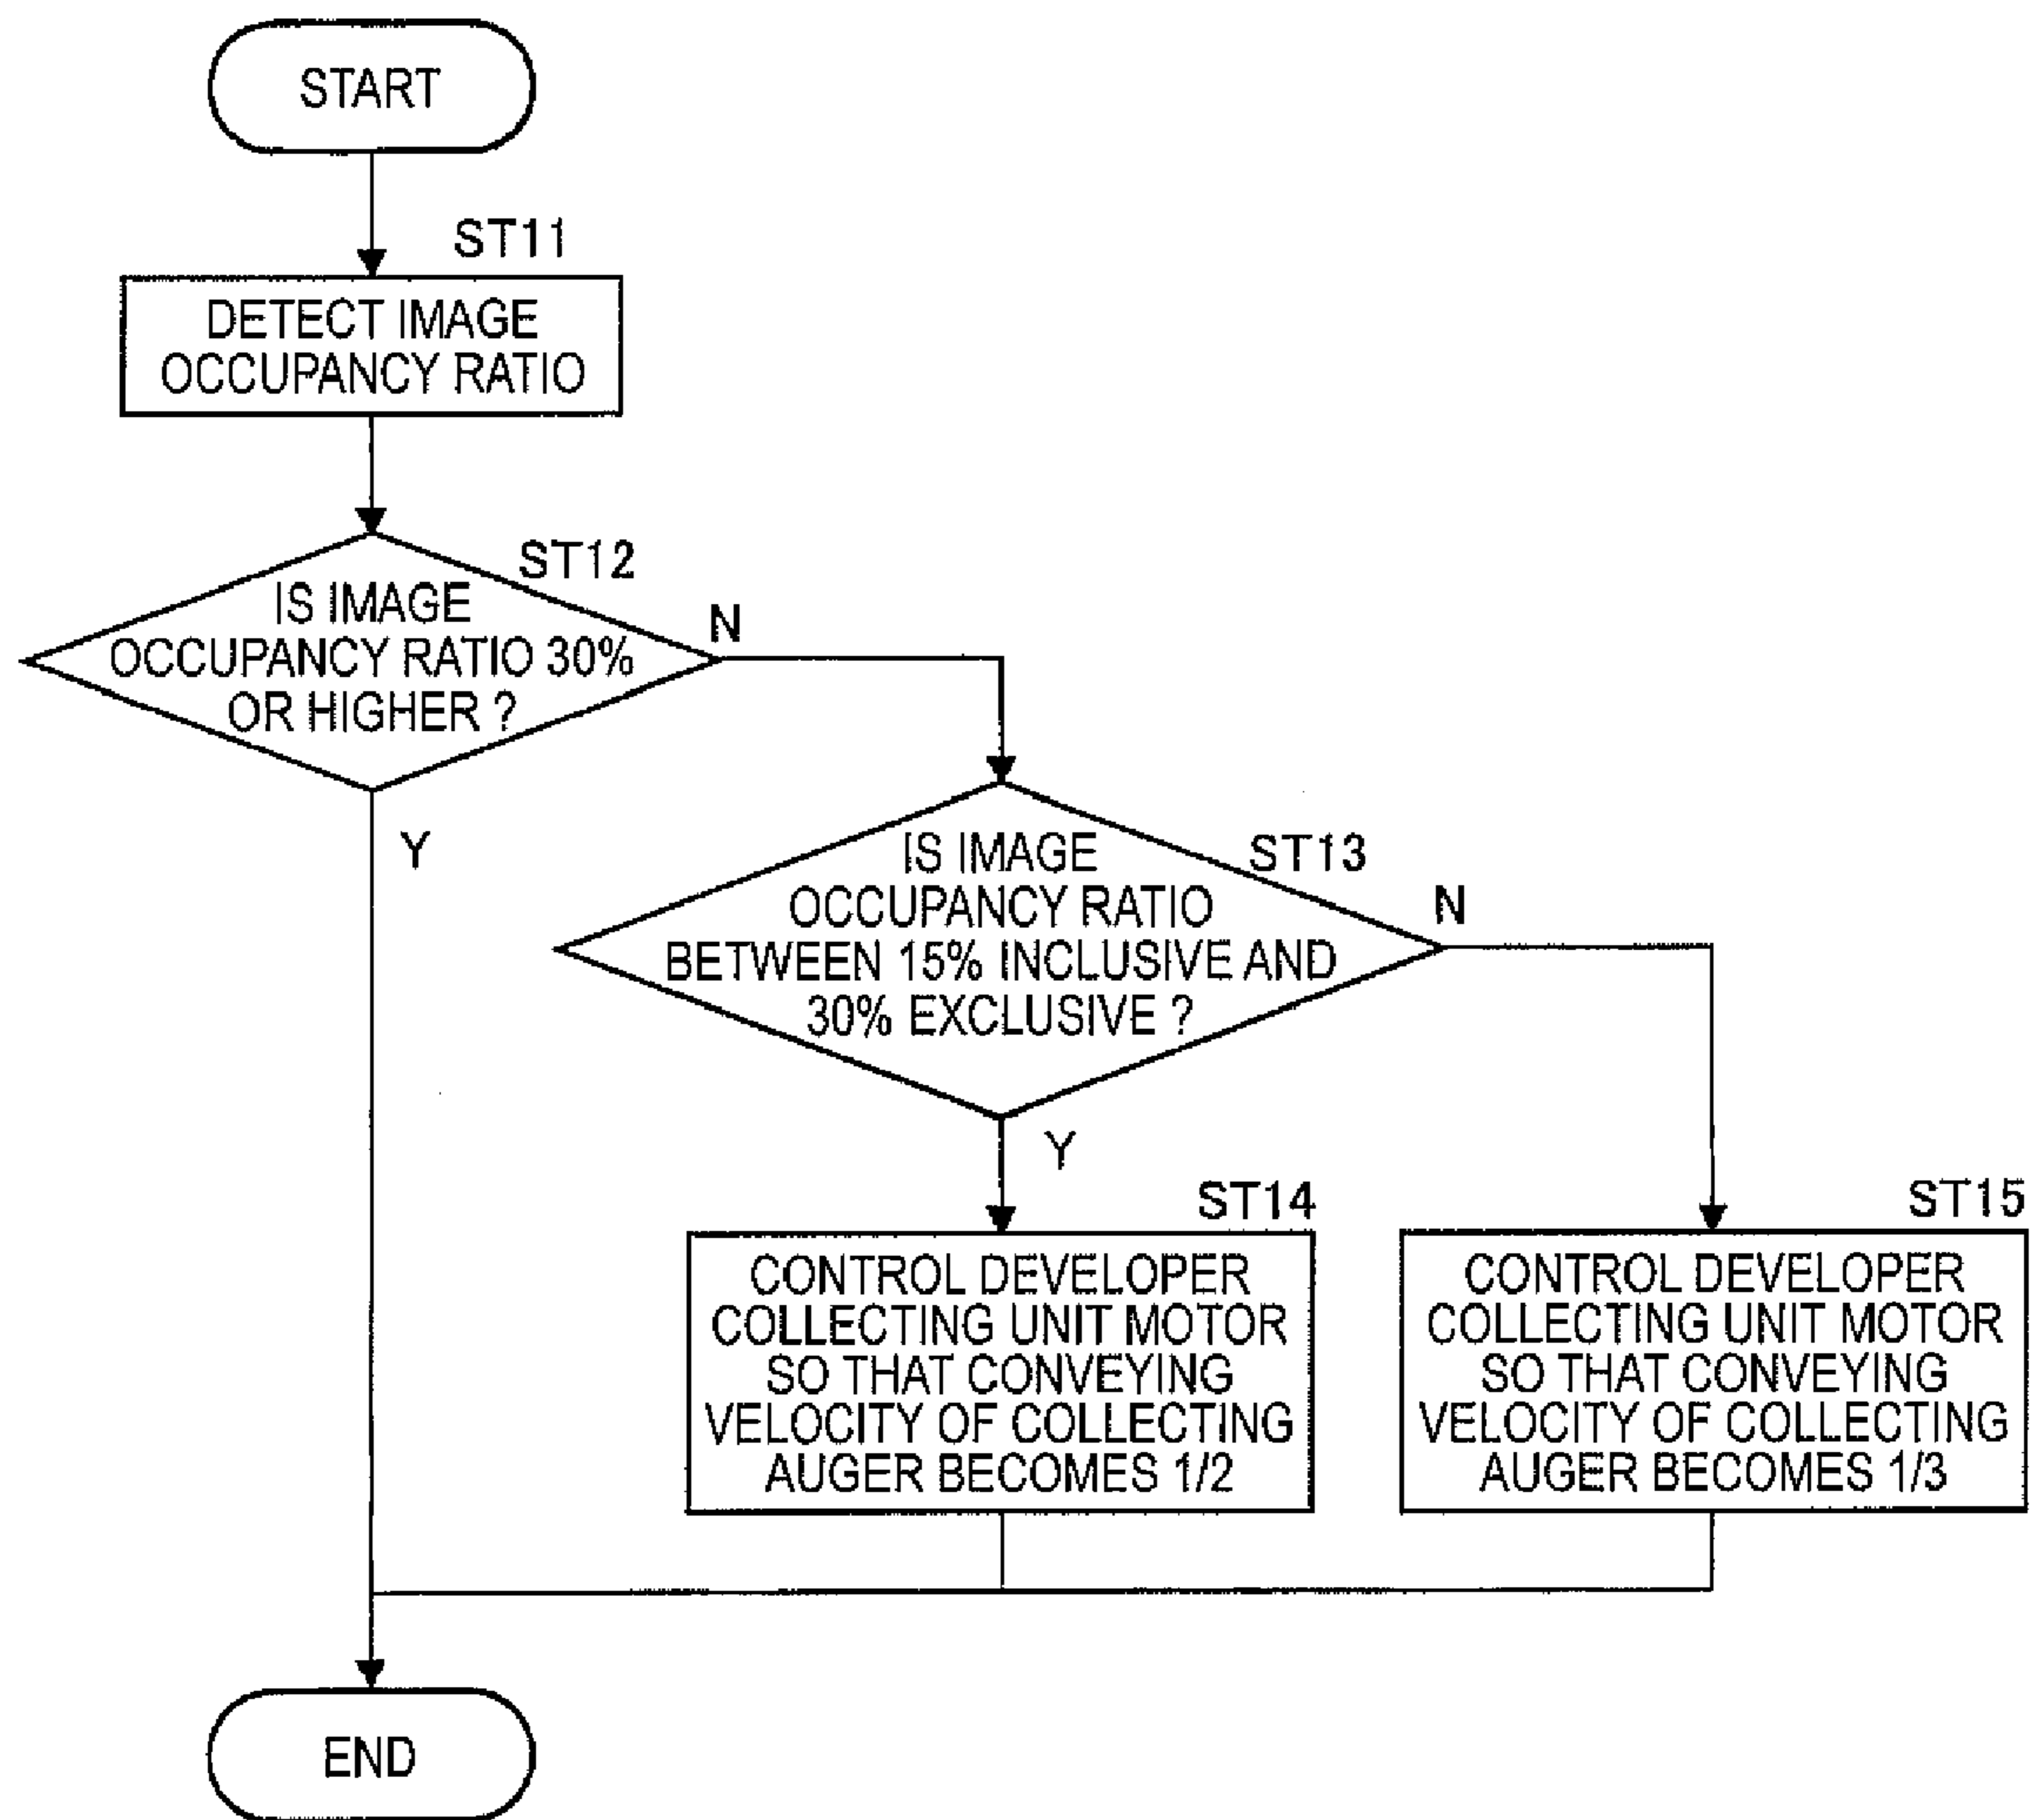 START
ST11
DETECT IMAGE
OCCUPANCY RATIO
ST12
IS IMAGE
OCCUPANCY RATIO 30%
OR HIGHER ?
N
Y
ST13
IS IMAGE
OCCUPANCY RATIO
BETWEEN 15% INCLUSIVE AND
30% EXCLUSIVE ?
N
Y
ST14
CONTROL DEVELOPER
COLLECTING UNIT MOTOR
SO THAT CONVEYING
VELOCITY OF COLLECTING
AUGER BECOMES 1/2
ST15
CONTROL DEVELOPER
COLLECTING UNIT MOTOR
SO THAT CONVEYING
VELOCITY OF COLLECTING
AUGER BECOMES 1/3
END